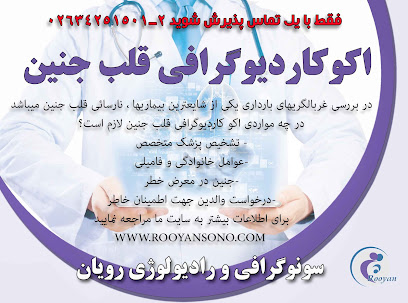 فقط با یک تماس پذیرش شوید ۲_۰۲۶۳۴۲۵۱۵۰۱
اکوکاردیوگرافی قلب جنین
در بررسی غربالگریهای بارداری یکی از شایعترین بیماریها ، نارسائی قلب جنین میباشد
در چه مواردی اکو کاردیوگرافی قلب جنین لازم است؟
- تشخیص پزشک متخصص
-عوامل خانوادگی و فامیلی
-جنین در معرض خطر
-درخواست والدین جهت اطمینان خاطر
برای اطلاعات بیشتر به سایت ما مراجعه نمایید
WWW.ROOYANSONO.COM
سونوگرافی و رادیولوژی رویان
Rooyan